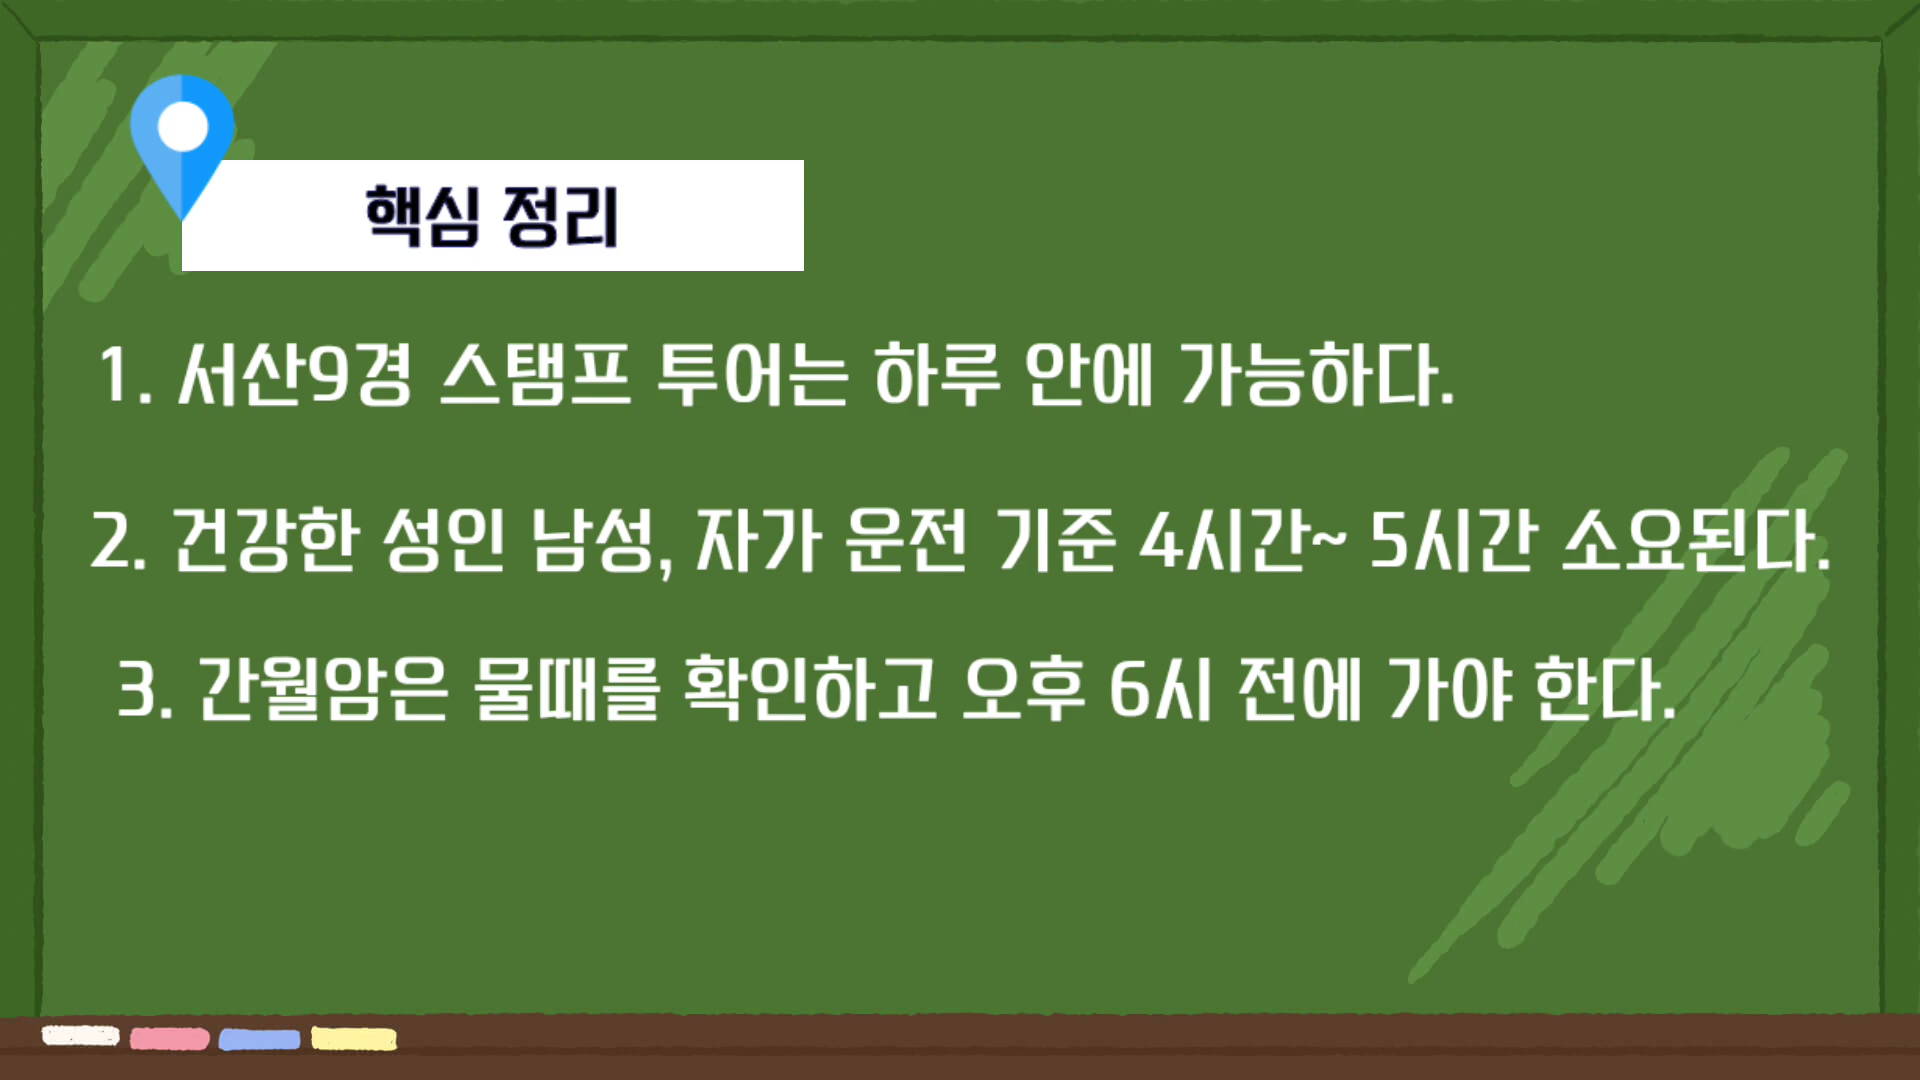 핵심 정리
1. 서산9경 스탬프 투어는 하루 안에 가능하다.
2. 건강한 성인 남성, 자가 운전 기준 4시간~ 5시간 소요된다.
3. 간월암은 물때를 확인하고 오후 6시 전에 가야 한다.